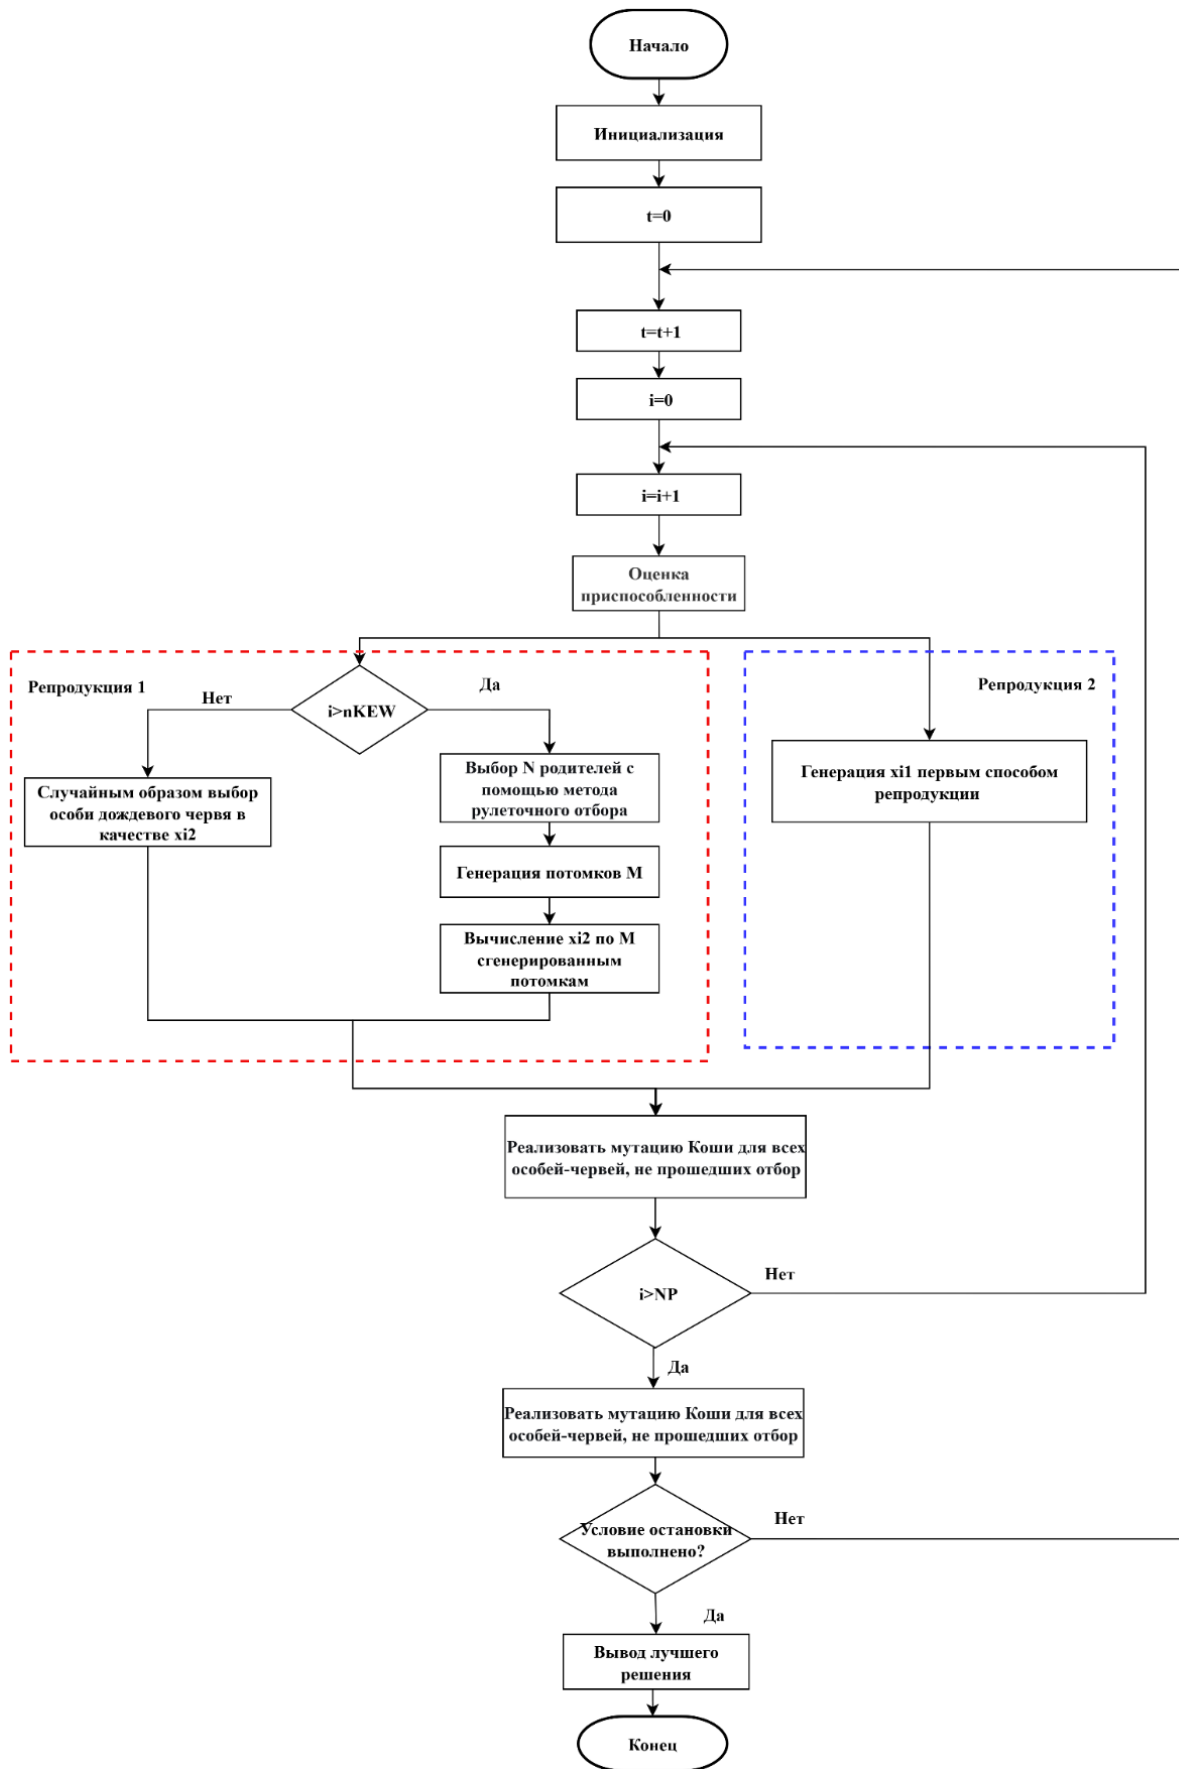 Начало
Инициализация
t=0
t=t+1
i=0
i=i+1
Оценка
приспособленности
Репродукция 1
Нет
i>nKEW
Да
Репродукция 2
Случайным образом выбор
особи дождевого червя в
качестве xi2
Выбор N родителей с
помощью метода
рулеточного отбора
Генерация потомков M
Вычисление xi2 по M
сгенерированным
потомкам
Генерация xi1 первым способом
репродукции
Реализовать мутацию Коши для всех
особей-червей, не прошедших отбор
i>NP
Нет
Да
Реализовать мутацию Коши для всех
особей-червей, не прошедших отбор
Условие остановки
выполнено?
Нет
Да
Вывод лучшего
решения
Конец